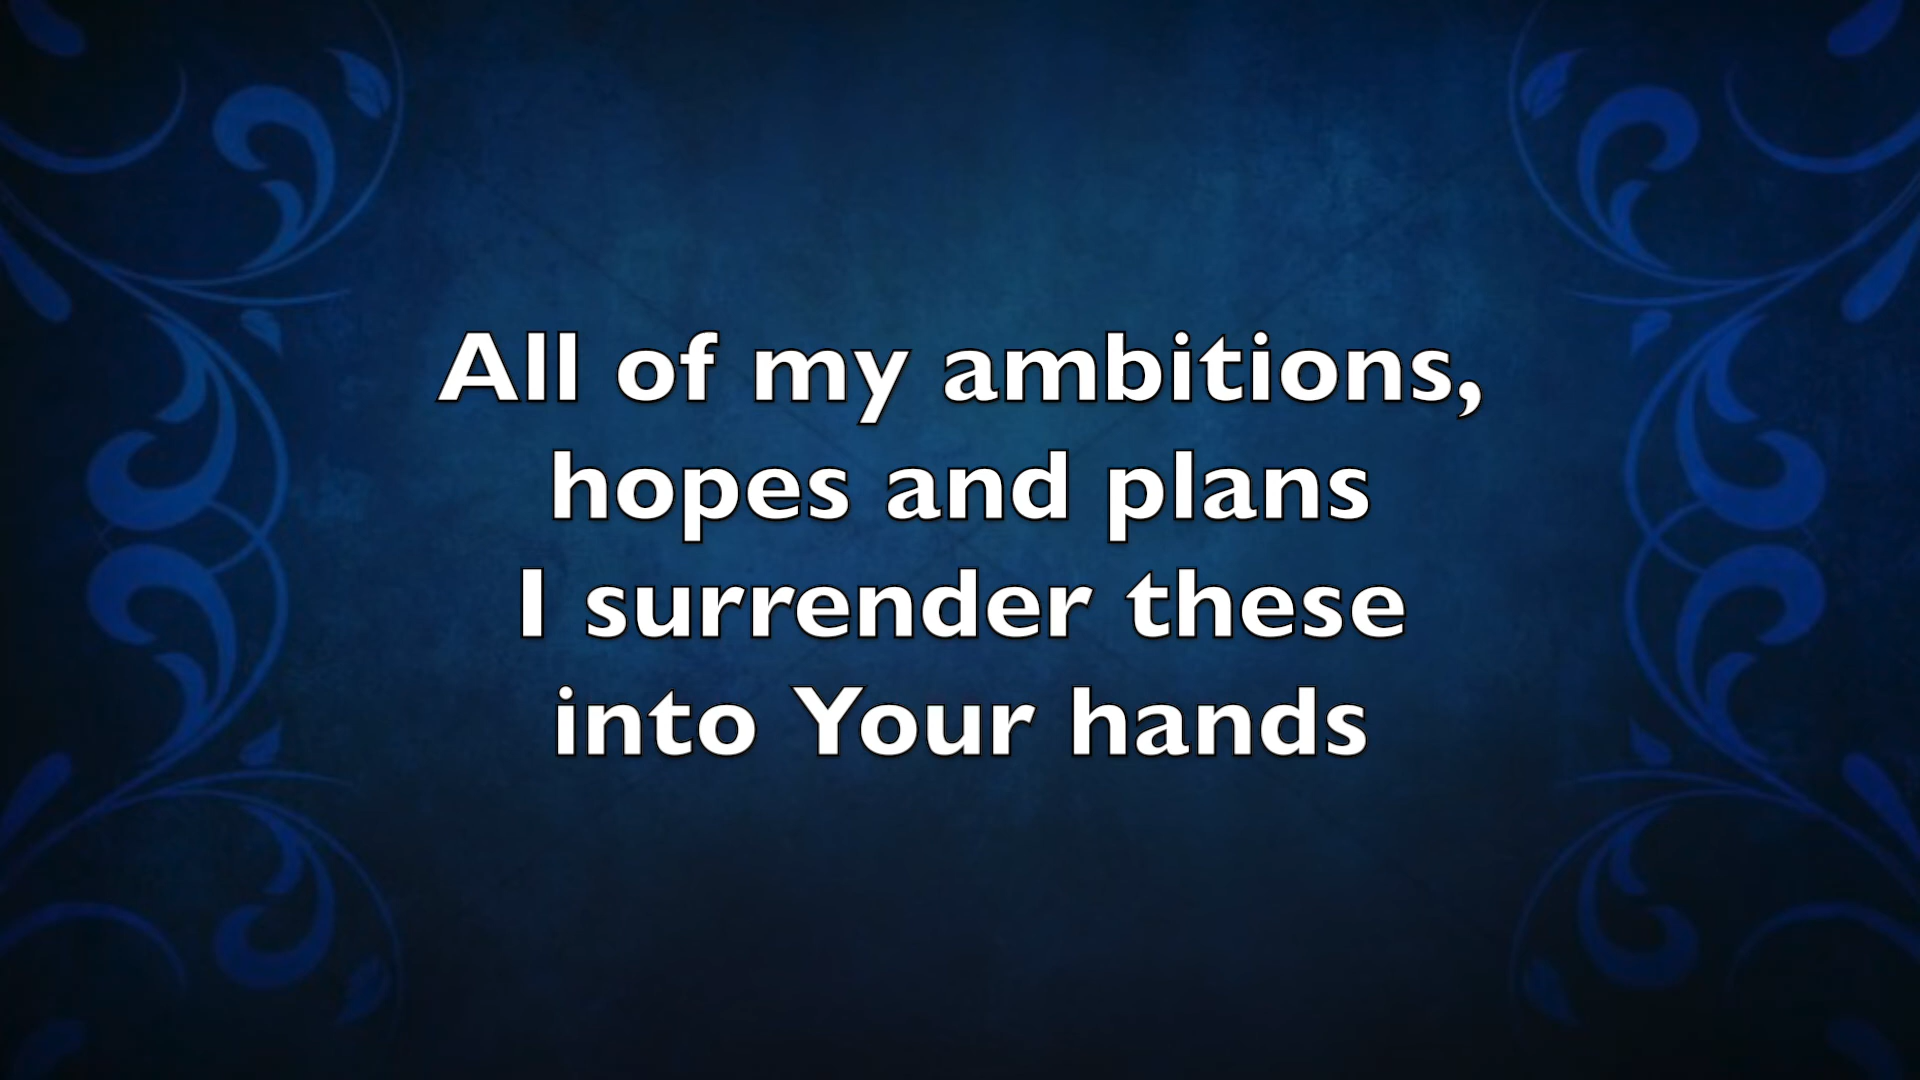 All of my ambitions,
hopes and plans
I surrender these
into Your hands